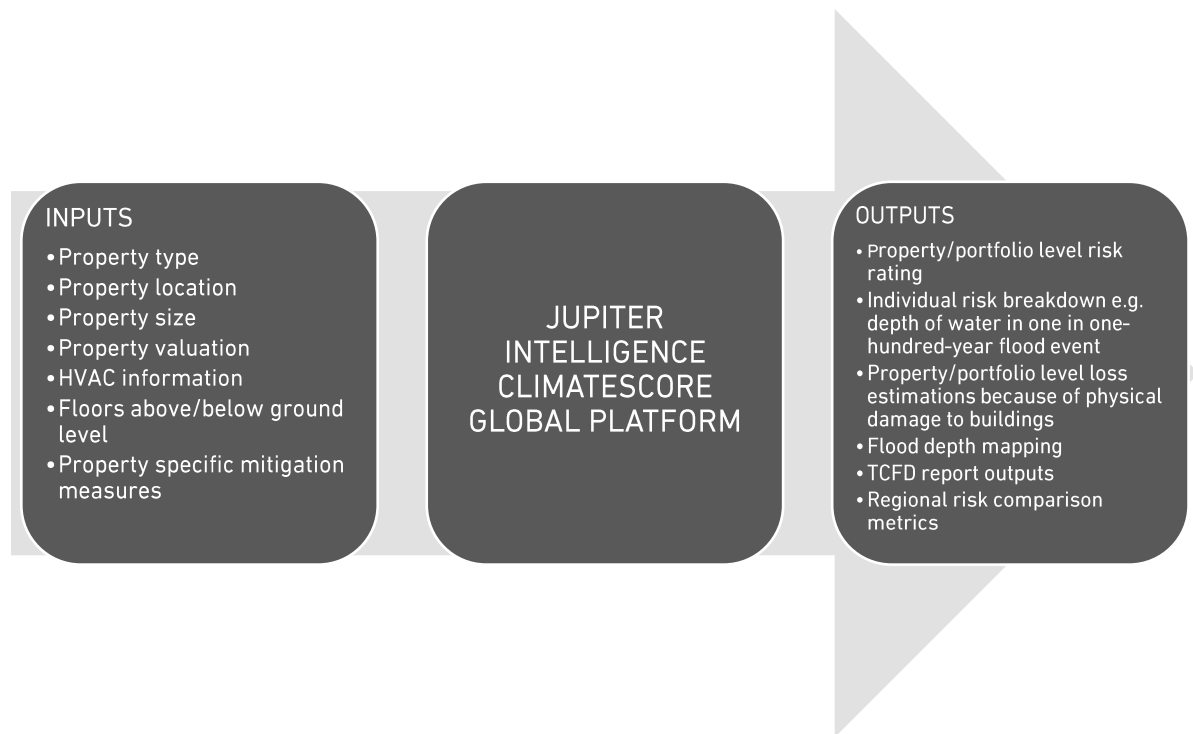 INPUTS
•Property type
•Property location
•Property size
•Property valuation
•HVAC information
•Floors above/below ground
level
•Property specific mitigation
measures
JUPITER
INTELLIGENCE
CLIMATESCORE
GLOBAL PLATFORM
OUTPUTS
•Property/portfolio level risk
rating
•Individual risk breakdown e.g.
depth of water in one in one-
hundred-year flood event
•Property/portfolio level loss
estimations because of physical
damage to buildings
•Flood depth mapping
•TCFD report outputs
•Regional risk comparison
metrics